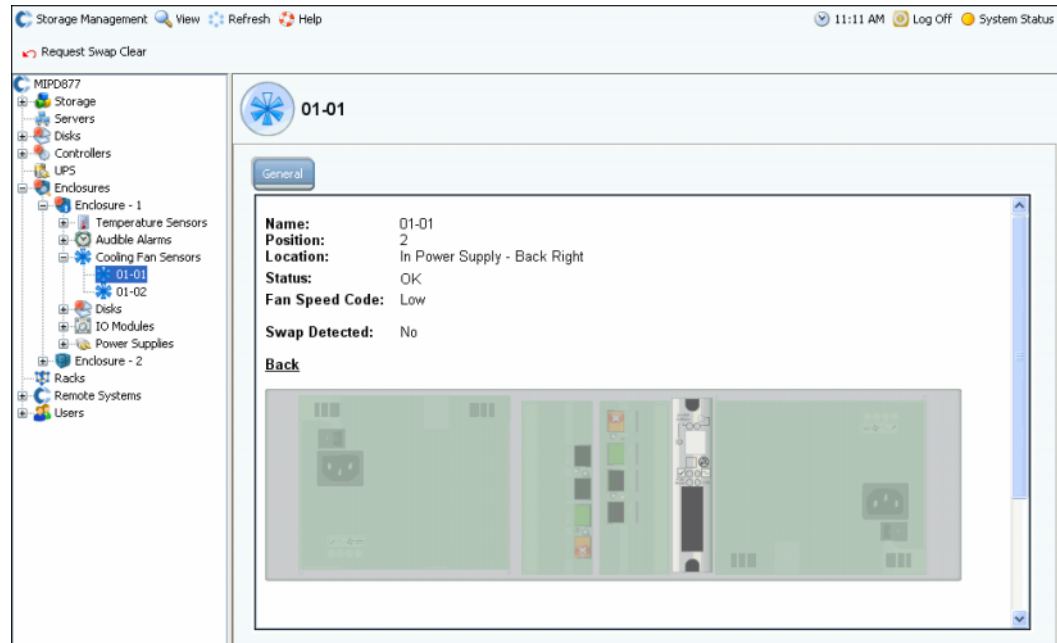 Storage Management View Refresh Help 11:11 AM Log Off System Status
Request Swap Clear
MIPD877
Storage
Servers
Disks
Controllers
UPS
Enclosures
Enclosure - 1
Temperature Sensors
Audible Alarms
Cooling Fan Sensors
01-01
01-02
Disks
IO Modules
Power Supplies
Enclosure - 2
Racks
Remote Systems
Users
01-01
General
Name: 01-01
Position: 2
Location: In Power Supply - Back Right
Status: OK
Fan Speed Code: Low
Swap Detected: No
Back